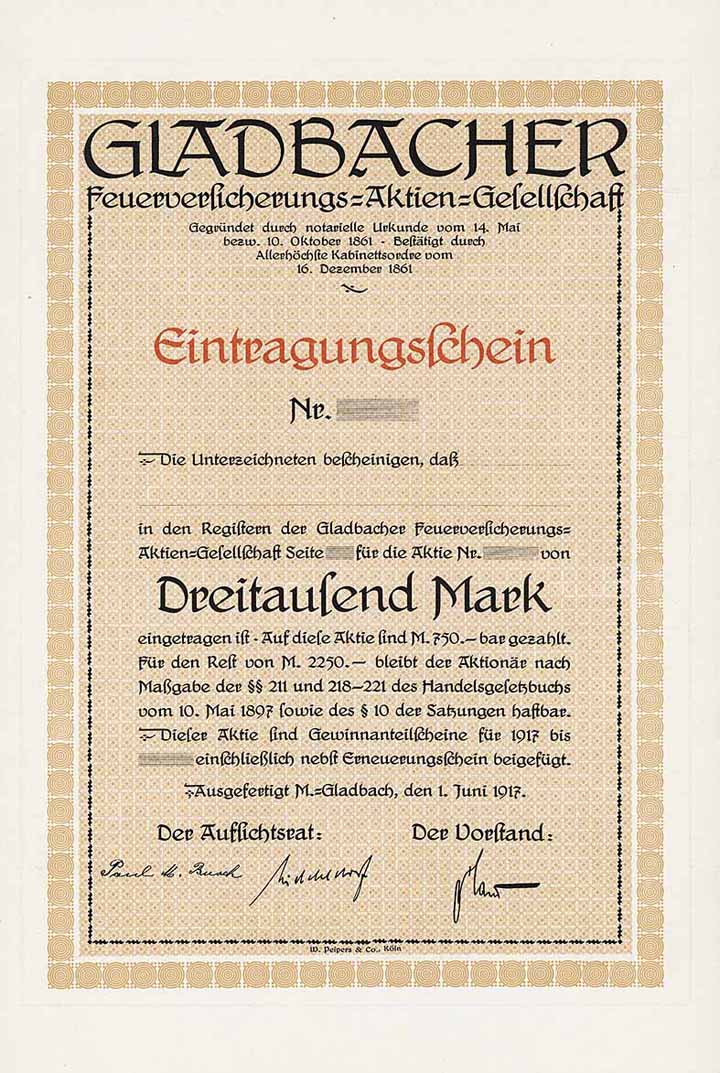 GLADBACHER
Feuerversicherungs=Aktien=Gesellschaft
Gegründet durch notarielle Urkunde vom 14. Mai
bezw. 10. Oktober 1861 - Bestätigt durch
Allerhöchste Kabinettsordre vom
16. Dezember 1861
Eintragungsschein
Nr.
Die Unterzeichneten bescheinigen, daß
in den Registern der Gladbacher Feuerversicherungs=
Aktien=Gesellschaft Seite für die Aktie Nr. von
Dreitausend Mark
eingetragen ist - Auf diese Aktie sind M. 750.— bar gezahlt.
Für den Rest von M. 2250.— bleibt der Aktionär nach
Maßgabe der §§ 211 und 218–221 des Handelsgesetzbuchs
vom 10. Mai 1897 sowie des § 10 der Satzungen haftbar.
Dieser Aktie sind Gewinnanteilscheine für 1917 bis
einschließlich nebst Erneuerungsschein beigefügt.
Ausgefertigt M.=Gladbach, den 1. Juni 1917.
Der Aufsichtsrat: Der Vorstand:
Paul M. Busch
W. Peipers & Co., Köln